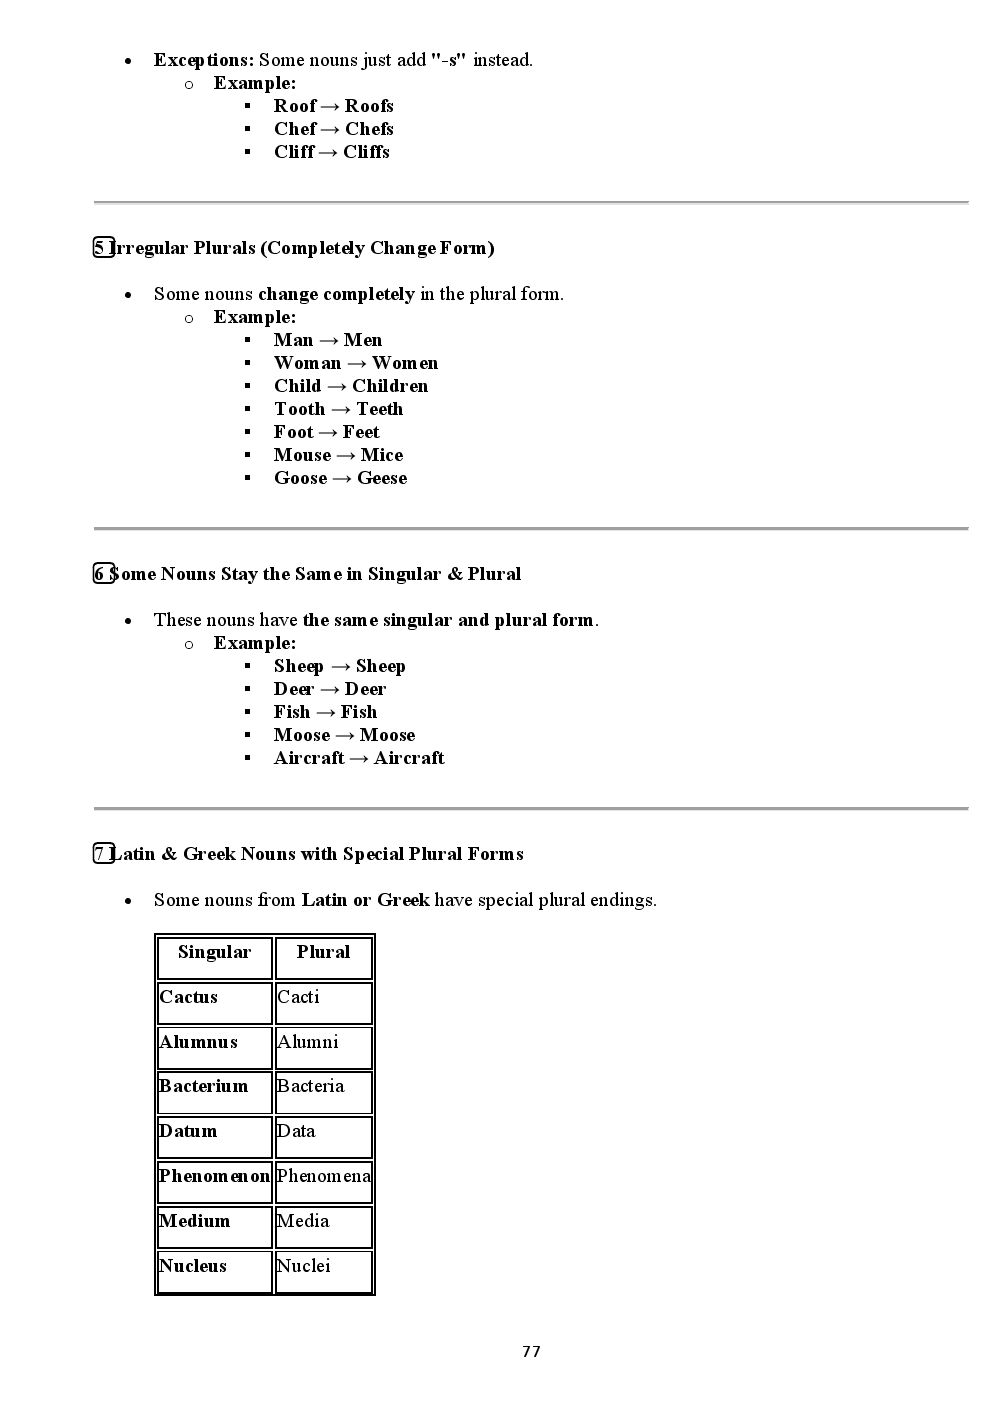 • Exceptions: Some nouns just add "-s" instead.
o Example:
▪ Roof → Roofs
▪ Chef → Chefs
▪ Cliff → Cliffs
5 Irregular Plurals (Completely Change Form)
• Some nouns change completely in the plural form.
o Example:
▪ Man → Men
▪ Woman → Women
▪ Child → Children
▪ Tooth → Teeth
▪ Foot → Feet
▪ Mouse → Mice
▪ Goose → Geese
6 Some Nouns Stay the Same in Singular & Plural
• These nouns have the same singular and plural form.
o Example:
▪ Sheep → Sheep
▪ Deer → Deer
▪ Fish → Fish
▪ Moose → Moose
▪ Aircraft → Aircraft
7 Latin & Greek Nouns with Special Plural Forms
• Some nouns from Latin or Greek have special plural endings.
Singular Plural
Cactus Cacti
Alumnus Alumni
Bacterium Bacteria
Datum Data
Phenomenon Phenomena
Medium Media
Nucleus Nuclei
77